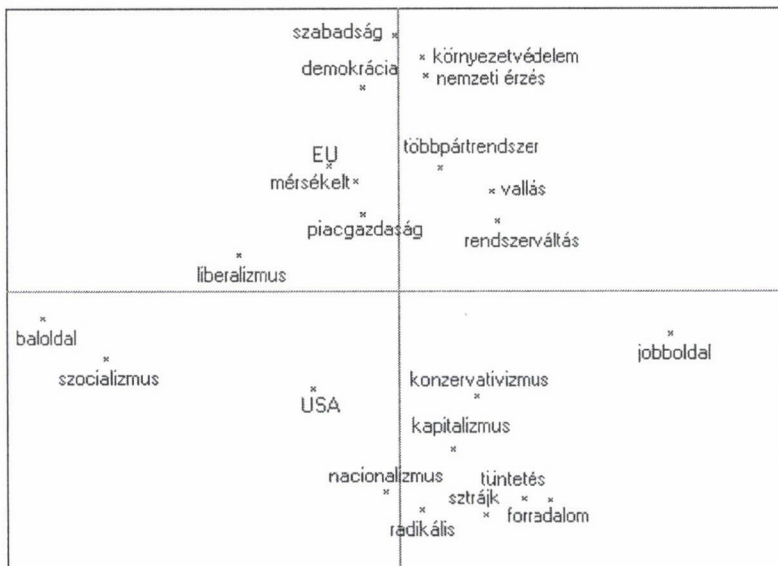 szabadság
környezetvédelem
demokrácia
nemzeti érzés
EU
többpártrendszer
mérsékelt
vallás
piacgazdaság
rendszerváltás
liberalizmus
baloldal
jobboldal
szocializmus
konzervativizmus
USA
kapitalizmus
nacionalizmus
tüntetés
sztrájk
radikális
forradalom